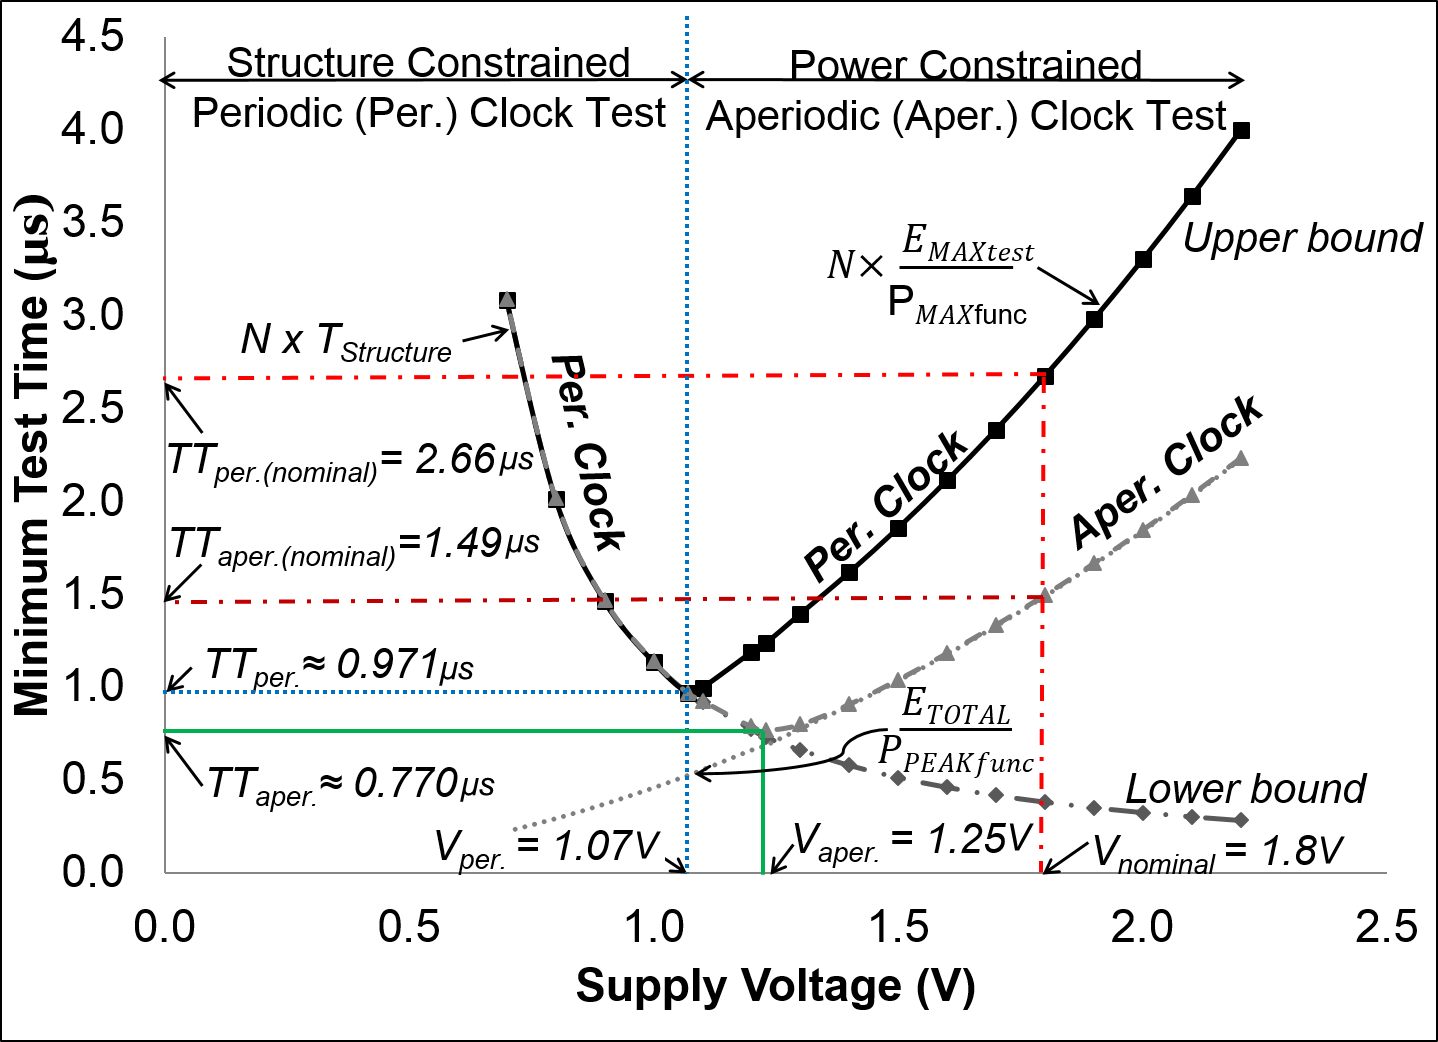 4.5
4.0
3.5
3.0
2.5
2.0
1.5
1.0
0.5
0.0
Minimum Test Time (µs)
Structure Constrained
Periodic (Per.) Clock Test
Power Constrained
Aperiodic (Aper.) Clock Test
Upper bound
N× E_MAXtest
P_MAXfunc
N x T_Structure
Per. Clock
Per. Clock
Aper. Clock
TT_per.(nominal) = 2.66µs
TT_aper.(nominal)=1.49µs
TT_per.≈ 0.971µs
TT_aper.≈ 0.770µs
E_TOTAL
P_PEAKfunc
Lower bound
V_per. = 1.07V
V_aper. = 1.25V
V_nominal = 1.8V
0.0 0.5 1.0 1.5 2.0 2.5
Supply Voltage (V)